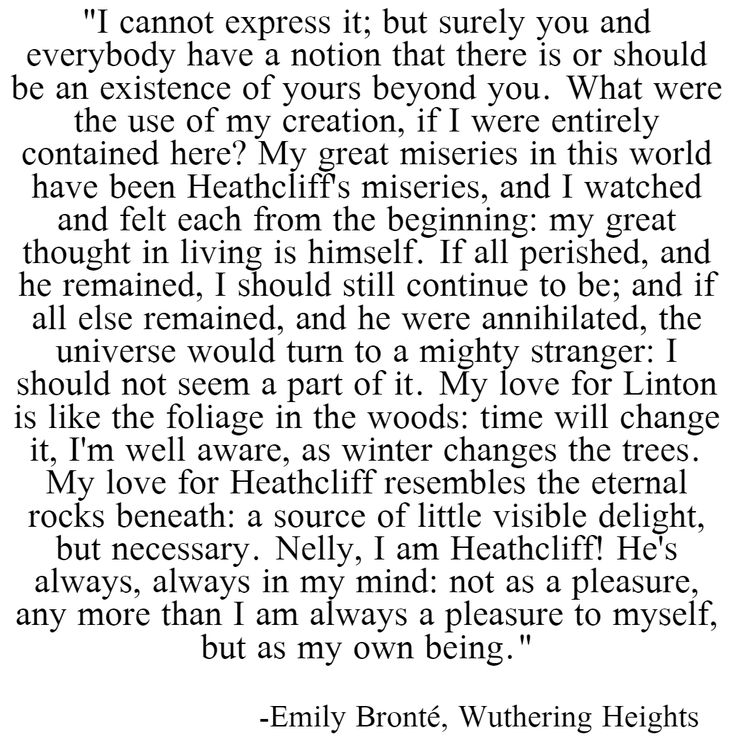 "I cannot express it; but surely you and
everybody have a notion that there is or should
be an existence of yours beyond you. What were
the use of my creation, if I were entirely
contained here? My great miseries in this world
have been Heathcliff's miseries, and I watched
and felt each from the beginning: my great
thought in living is himself. If all perished, and
he remained, I should still continue to be; and if
all else remained, and he were annihilated, the
universe would turn to a mighty stranger: I
should not seem a part of it. My love for Linton
is like the foliage in the woods: time will change
it, I'm well aware, as winter changes the trees.
My love for Heathcliff resembles the eternal
rocks beneath: a source of little visible delight,
but necessary. Nelly, I am Heathcliff! He's
always, always in my mind: not as a pleasure,
any more than I am always a pleasure to myself,
but as my own being."
-Emily Bronté, Wuthering Heights